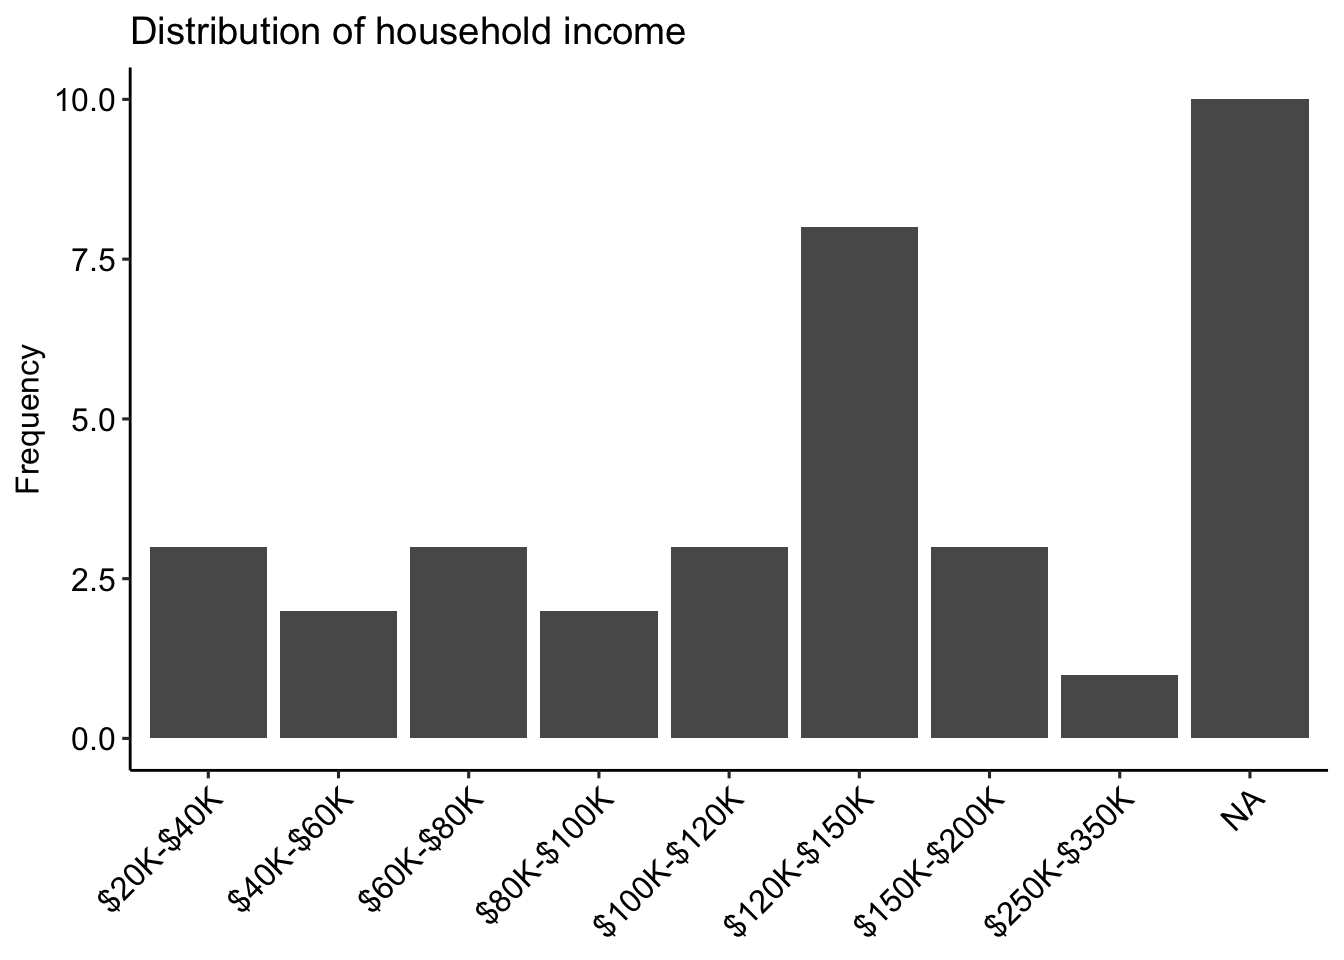 Distribution of household income
Frequency
10.0
7.5
5.0
2.5
0.0
$20K-$40K
$40K-$60K
$60K-$80K
$80K-$100K
$100K-$120K
$120K-$150K
$150K-$200K
$250K-$350K
NA